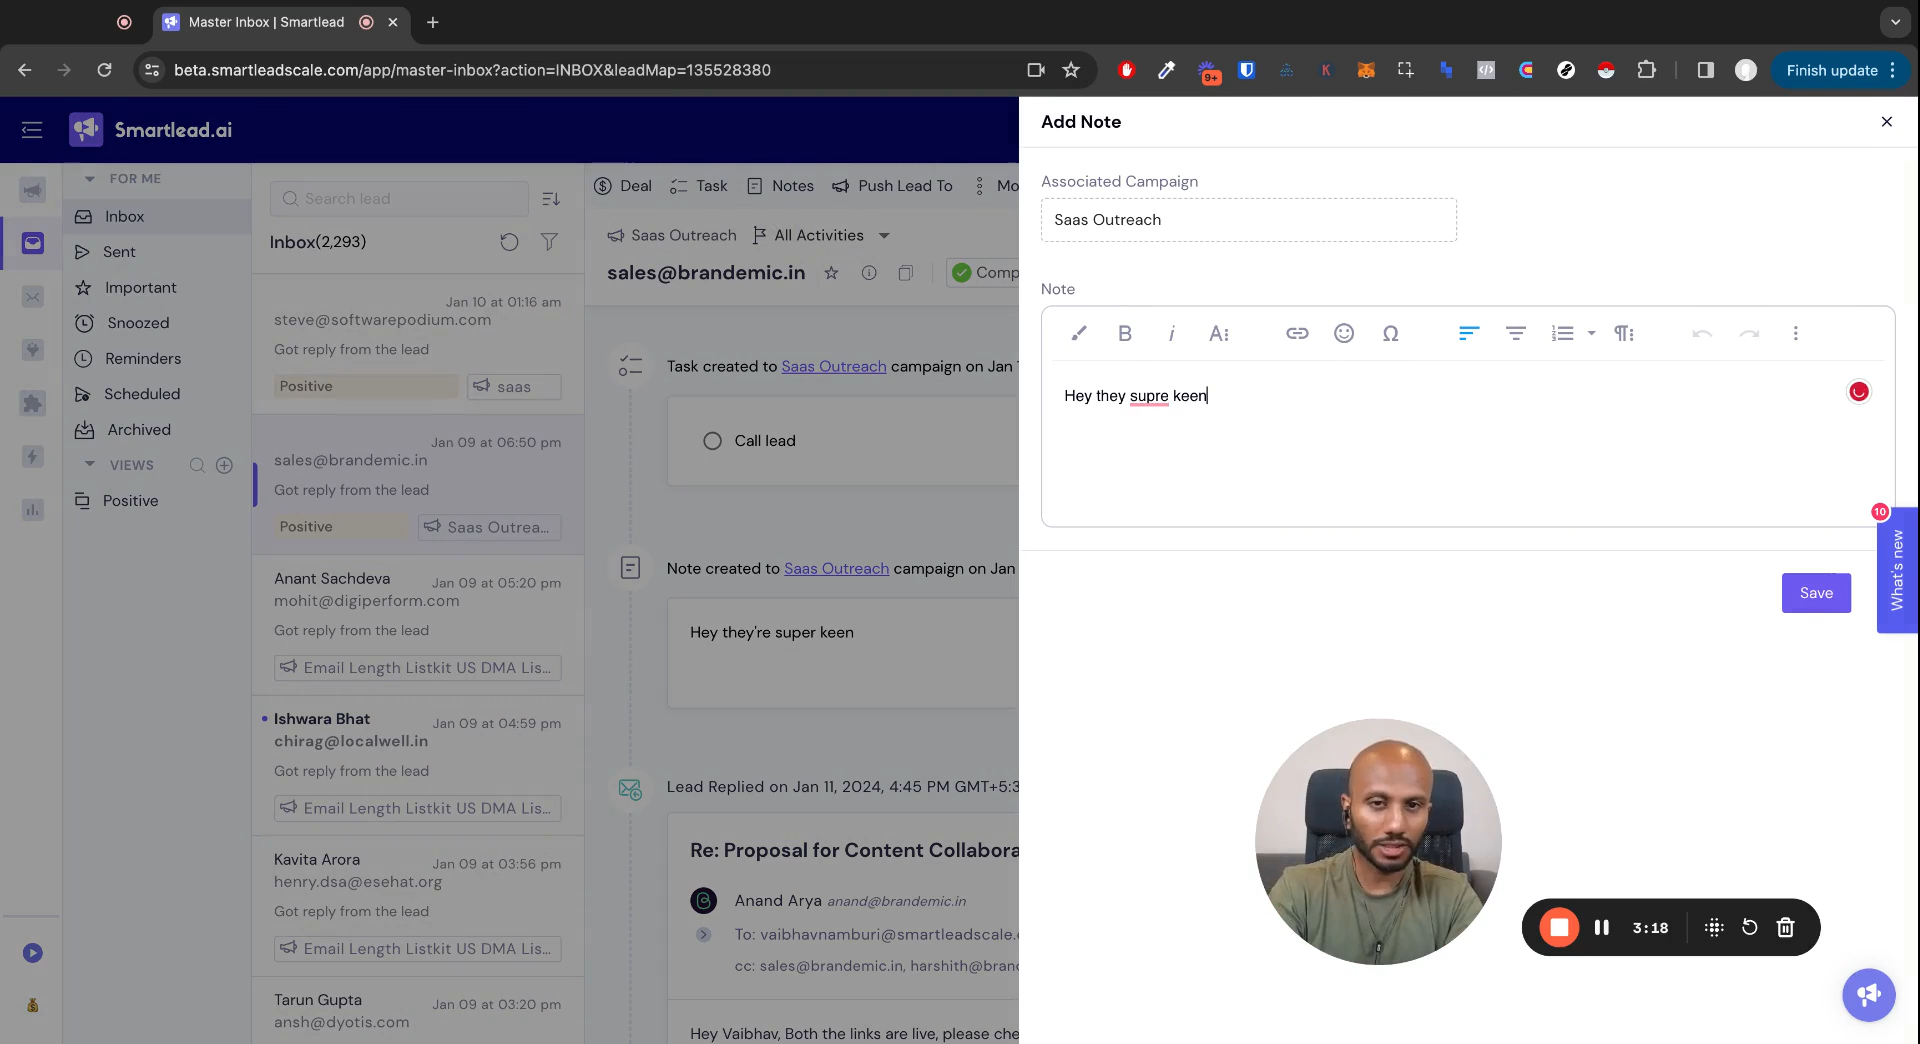 Master Inbox | Smartlead
beta.smartleadscale.com/app/master-inbox?action=INBOX&leadMap=135528380
9+
K
Finish update
Smartlead.ai
FOR ME
Inbox
Sent
Important
Snoozed
Reminders
Scheduled
Archived
VIEWS
Positive
Search lead
Inbox(2,293)
Jan 10 at 01:16 am
steve@softwarepodium.com
Got reply from the lead
Positive
saas
Jan 09 at 06:50 pm
sales@brandemic.in
Got reply from the lead
Positive
Saas Outrea...
Anant Sachdeva
Jan 09 at 05:20 pm
mohit@digiperform.com
Got reply from the lead
Email Length Listkit US DMA Lis...
Ishwara Bhat
Jan 09 at 04:59 pm
chirag@localwell.in
Got reply from the lead
Email Length Listkit US DMA Lis...
Kavita Arora
Jan 09 at 03:56 pm
henry.dsa@esehat.org
Got reply from the lead
Email Length Listkit US DMA Lis...
Tarun Gupta
Jan 09 at 03:20 pm
ansh@dyotis.com
Deal Task Notes Push Lead To Mo
Saas Outreach All Activities
sales@brandemic.in Comp
Task created to Saas Outreach campaign on Jan
Call lead
Note created to Saas Outreach campaign on Jan
Hey they're super keen
Lead Replied on Jan 11, 2024, 4:45 PM GMT+5:3
Re: Proposal for Content Collabora
Anand Arya anand@brandemic.in
To: vaibhavnamburi@smartleadscale.
cc: sales@brandemic.in, harshith@bran
Hey Vaibhav, Both the links are live, please che
Add Note
Associated Campaign
Saas Outreach
Note
Hey they supre keen
10
What's new
Save
3:18